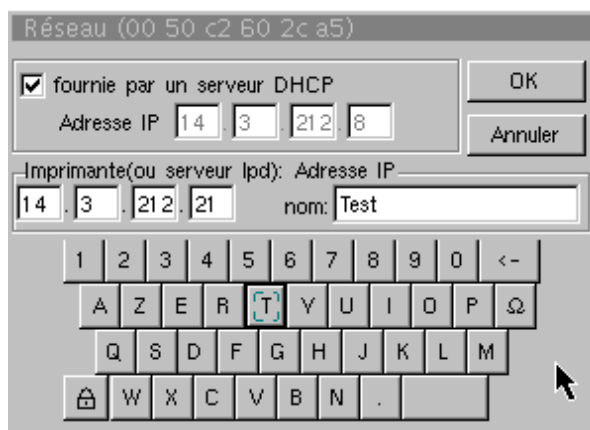 Réseau (00 50 c2 60 2c a5)
fournie par un serveur DHCP
OK
Adresse IP 14 . 3 . 212 . 8
Annuler
Imprimante(ou serveur lpd): Adresse IP
14 . 3 . 212 . 21 nom: Test
1 2 3 4 5 6 7 8 9 0 <-
A Z E R T Y U I O P Ω
Q S D F G H J K L M
W X C V B N .